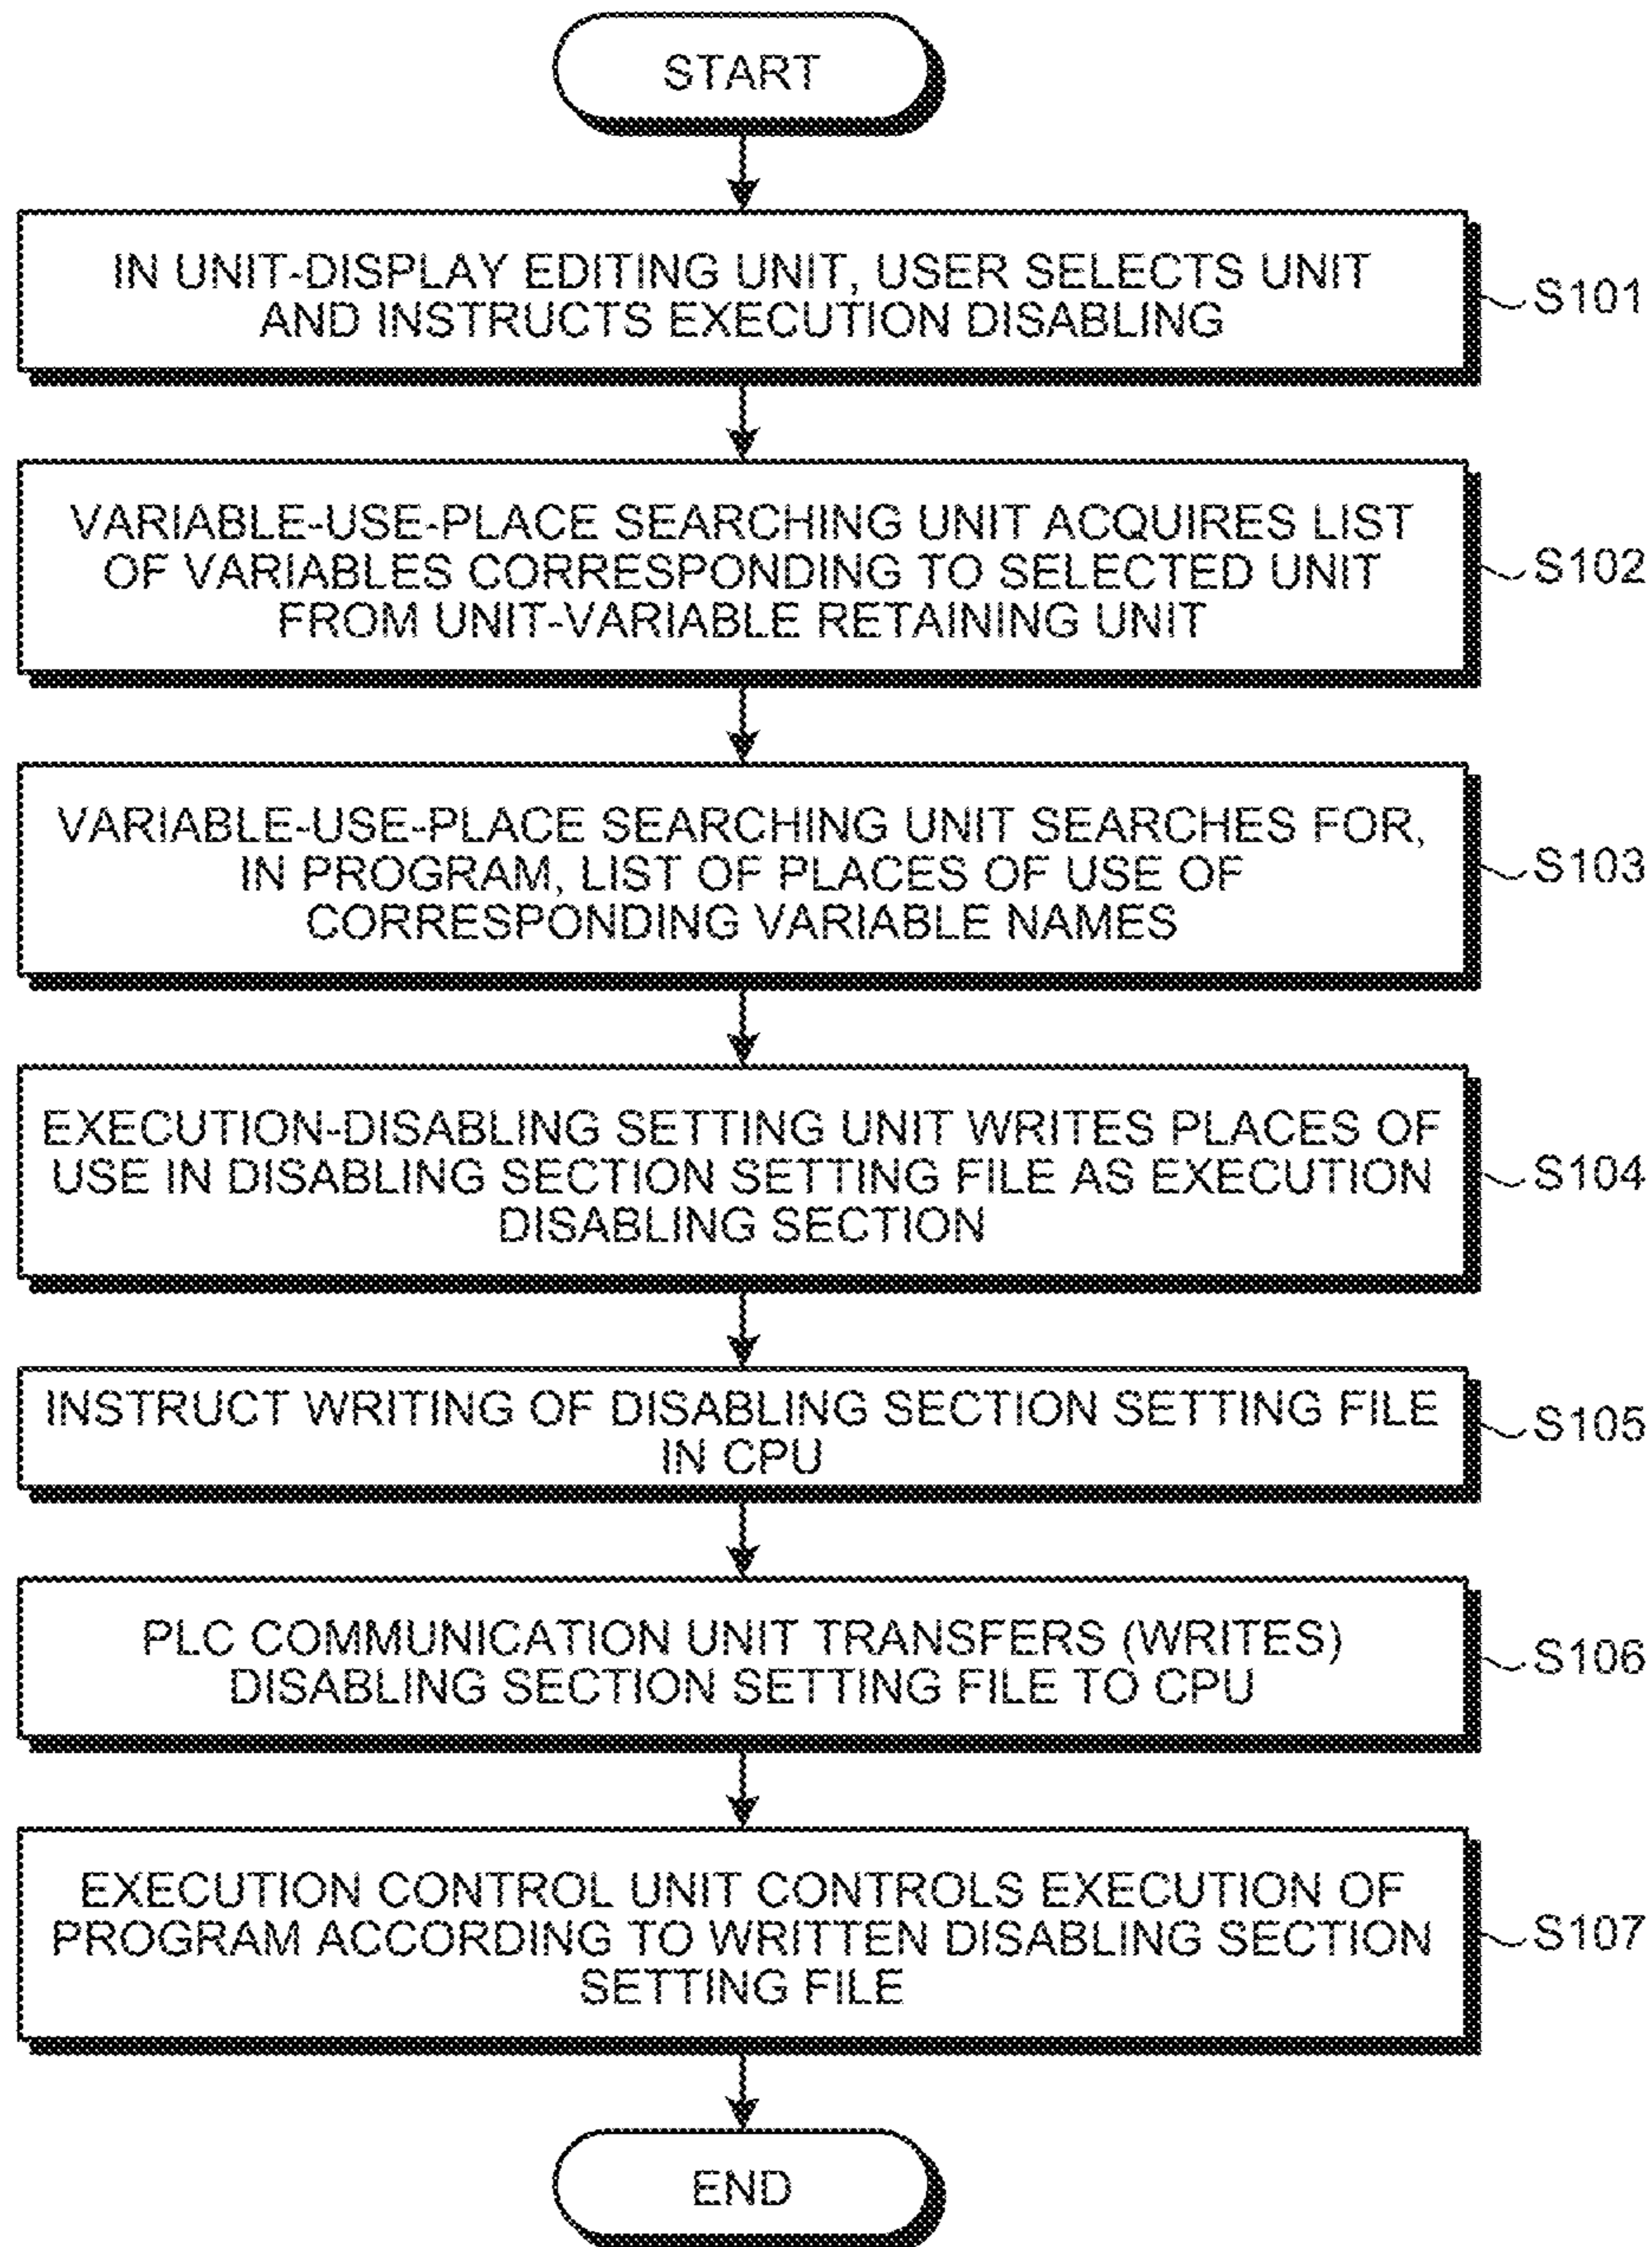 START
IN UNIT-DISPLAY EDITING UNIT, USER SELECTS UNIT
AND INSTRUCTS EXECUTION DISABLING
S101
VARIABLE-USE-PLACE SEARCHING UNIT ACQUIRES LIST
OF VARIABLES CORRESPONDING TO SELECTED UNIT
FROM UNIT-VARIABLE RETAINING UNIT
S102
VARIABLE-USE-PLACE SEARCHING UNIT SEARCHES FOR,
IN PROGRAM, LIST OF PLACES OF USE OF
CORRESPONDING VARIABLE NAMES
S103
EXECUTION-DISABLING SETTING UNIT WRITES PLACES OF
USE IN DISABLING SECTION SETTING FILE AS EXECUTION
DISABLING SECTION
S104
INSTRUCT WRITING OF DISABLING SECTION SETTING FILE
IN CPU
S105
PLC COMMUNICATION UNIT TRANSFERS (WRITES)
DISABLING SECTION SETTING FILE TO CPU
S106
EXECUTION CONTROL UNIT CONTROLS EXECUTION OF
PROGRAM ACCORDING TO WRITTEN DISABLING SECTION
SETTING FILE
S107
END